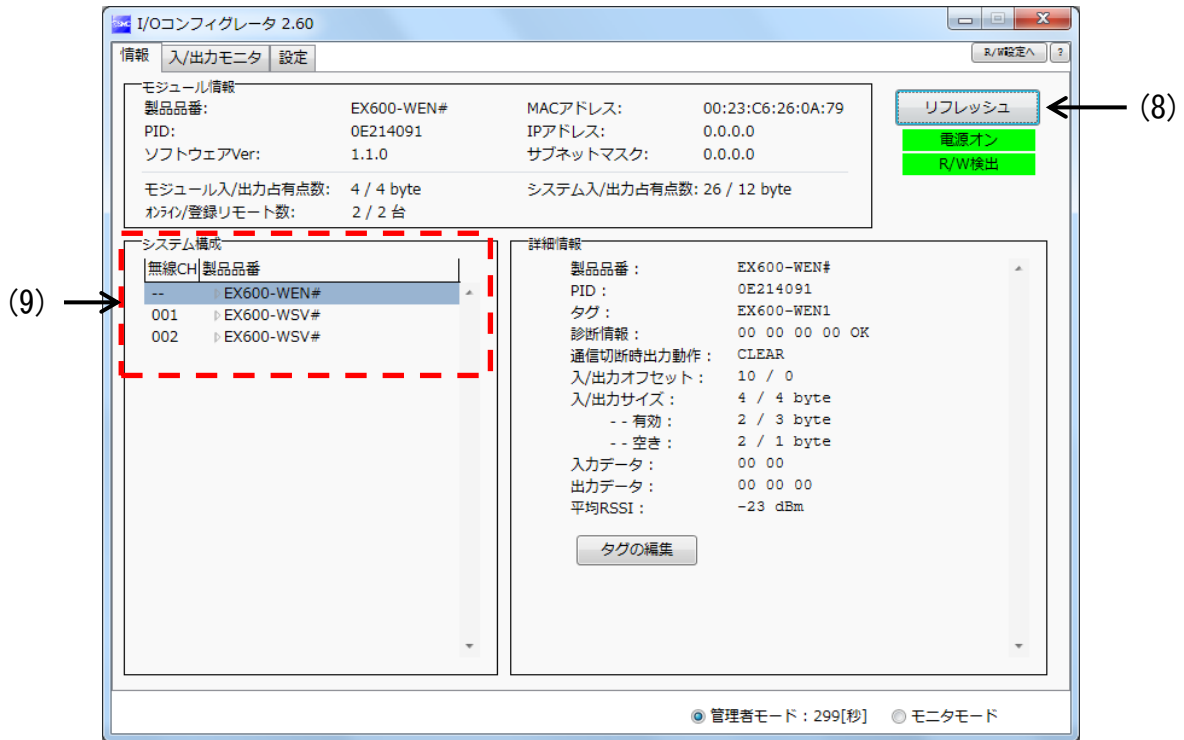 I/Oコンフィグレータ 2.60
情報 入/出力モニタ 設定 R/W設定へ ?
モジュール情報
製品品番: EX600-WEN# MACアドレス: 00:23:C6:26:0A:79
リフレッシュ (8)
PID: 0E214091 IPアドレス: 0.0.0.0
電源オン
ソフトウェアVer: 1.1.0 サブネットマスク: 0.0.0.0
R/W検出
モジュール入/出力占有点数: 4 / 4 byte システム入/出力占有点数: 26 / 12 byte
オンライン/登録リモート数: 2 / 2 台
(9)
システム構成
無線CH 製品品番
-- EX600-WEN#
001 EX600-WSV#
002 EX600-WSV#
詳細情報
製品品番: EX600-WEN#
PID: 0E214091
タグ: EX600-WEN1
診断情報: 00 00 00 00 OK
通信切断時出力動作: CLEAR
入/出力オフセット: 10 / 0
入/出力サイズ: 4 / 4 byte
--有効: 2 / 3 byte
--空き: 2 / 1 byte
入力データ: 00 00
出力データ: 00 00 00
平均RSSI: -23 dBm
タグの編集
管理者モード:299[秒] モニタモード